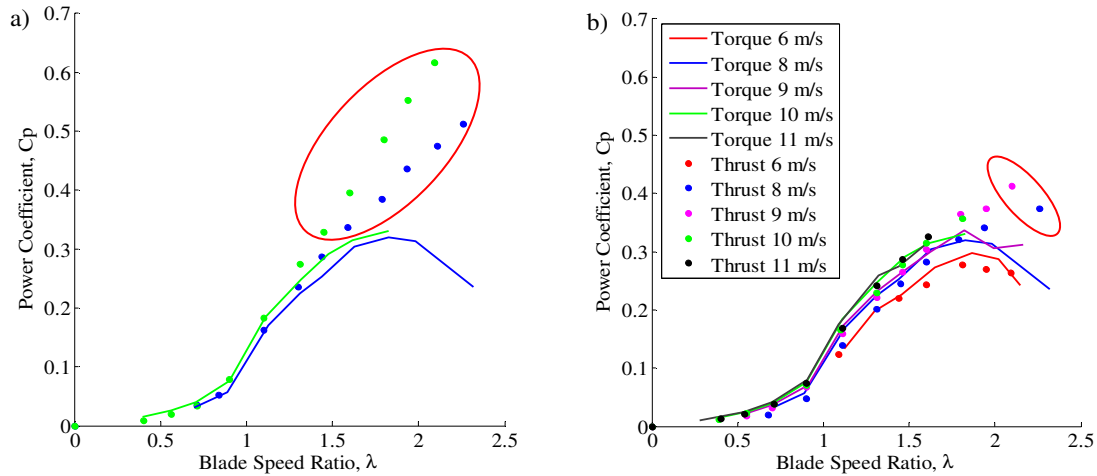 a)
0.7
0.6
0.5
0.4
0.3
0.2
0.1
0
0
0.5
1
1.5
2
2.5
Power Coefficient, Cp
Blade Speed Ratio, λ
b)
0.7
0.6
0.5
0.4
0.3
0.2
0.1
0
0
0.5
1
1.5
2
2.5
Power Coefficient, Cp
Blade Speed Ratio, λ
Torque 6 m/s
Torque 8 m/s
Torque 9 m/s
Torque 10 m/s
Torque 11 m/s
Thrust 6 m/s
Thrust 8 m/s
Thrust 9 m/s
Thrust 10 m/s
Thrust 11 m/s